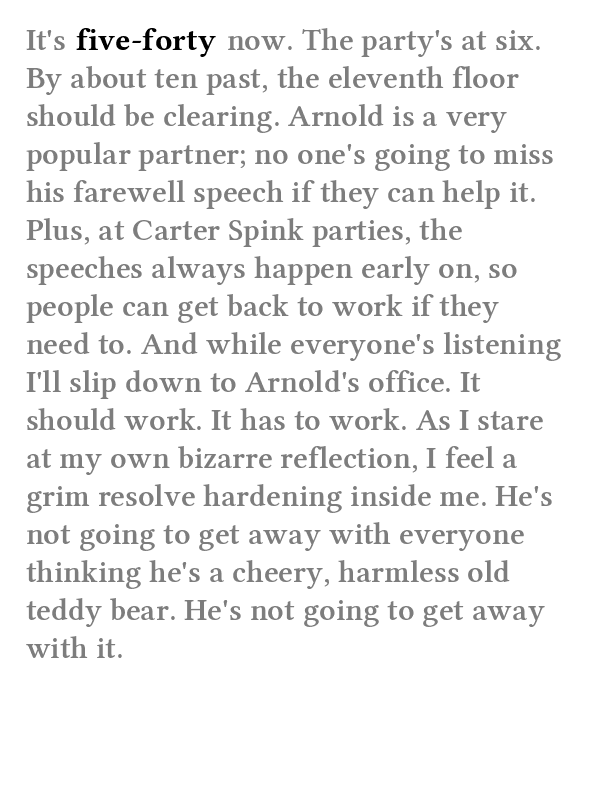 It's five-forty now. The party's at six.
By about ten past, the eleventh floor
should be clearing. Arnold is a very
popular partner; no one's going to miss
his farewell speech if they can help it.
Plus, at Carter Spink parties, the
speeches always happen early on, so
people can get back to work if they
need to. And while everyone's listening
I'll slip down to Arnold's office. It
should work. It has to work. As I stare
at my own bizarre reflection, I feel a
grim resolve hardening inside me. He's
not going to get away with everyone
thinking he's a cheery, harmless old
teddy bear. He's not going to get away
with it.